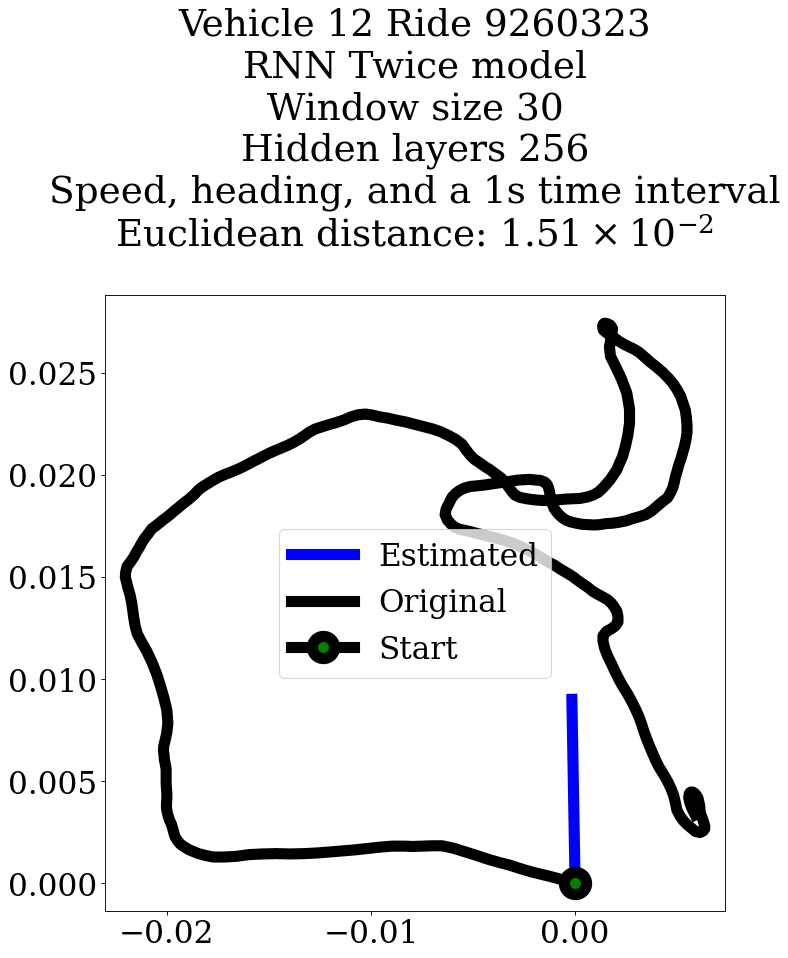 Vehicle 12 Ride 9260323
RNN Twice model
Window size 30
Hidden layers 256
Speed, heading, and a 1s time interval
Euclidean distance: 1.51 × 10⁻²
0.025
0.020
0.015
0.010
0.005
0.000
Estimated
Original
Start
−0.02
−0.01
0.00